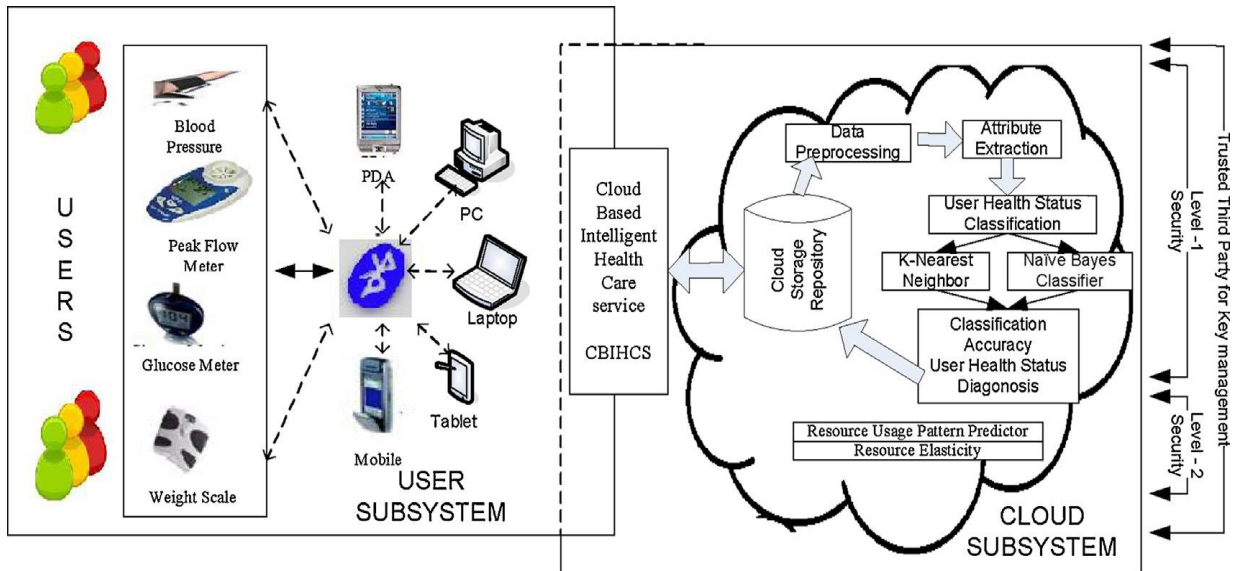 USERS
Blood
Pressure
Peak Flow
Meter
104
Glucose Meter
Weight Scale
PDA
PC
Laptop
Tablet
Mobile
USER
SUBSYSTEM
Cloud
Based
Intelligent
Health
Care
service
CBIHCS
Cloud
Storage
Repository
Data
Preprocessing
Attribute
Extraction
User Health Status
Classification
K-Nearest
Neighbor
Naïve Bayes
Classifier
Classification
Accuracy
User Health Status
Diagonosis
Resource Usage Pattern Predictor
Resource Elasticity
CLOUD
SUBSYSTEM
Level -1
Security
Level - 2
Security
Trusted Third Party for Key management